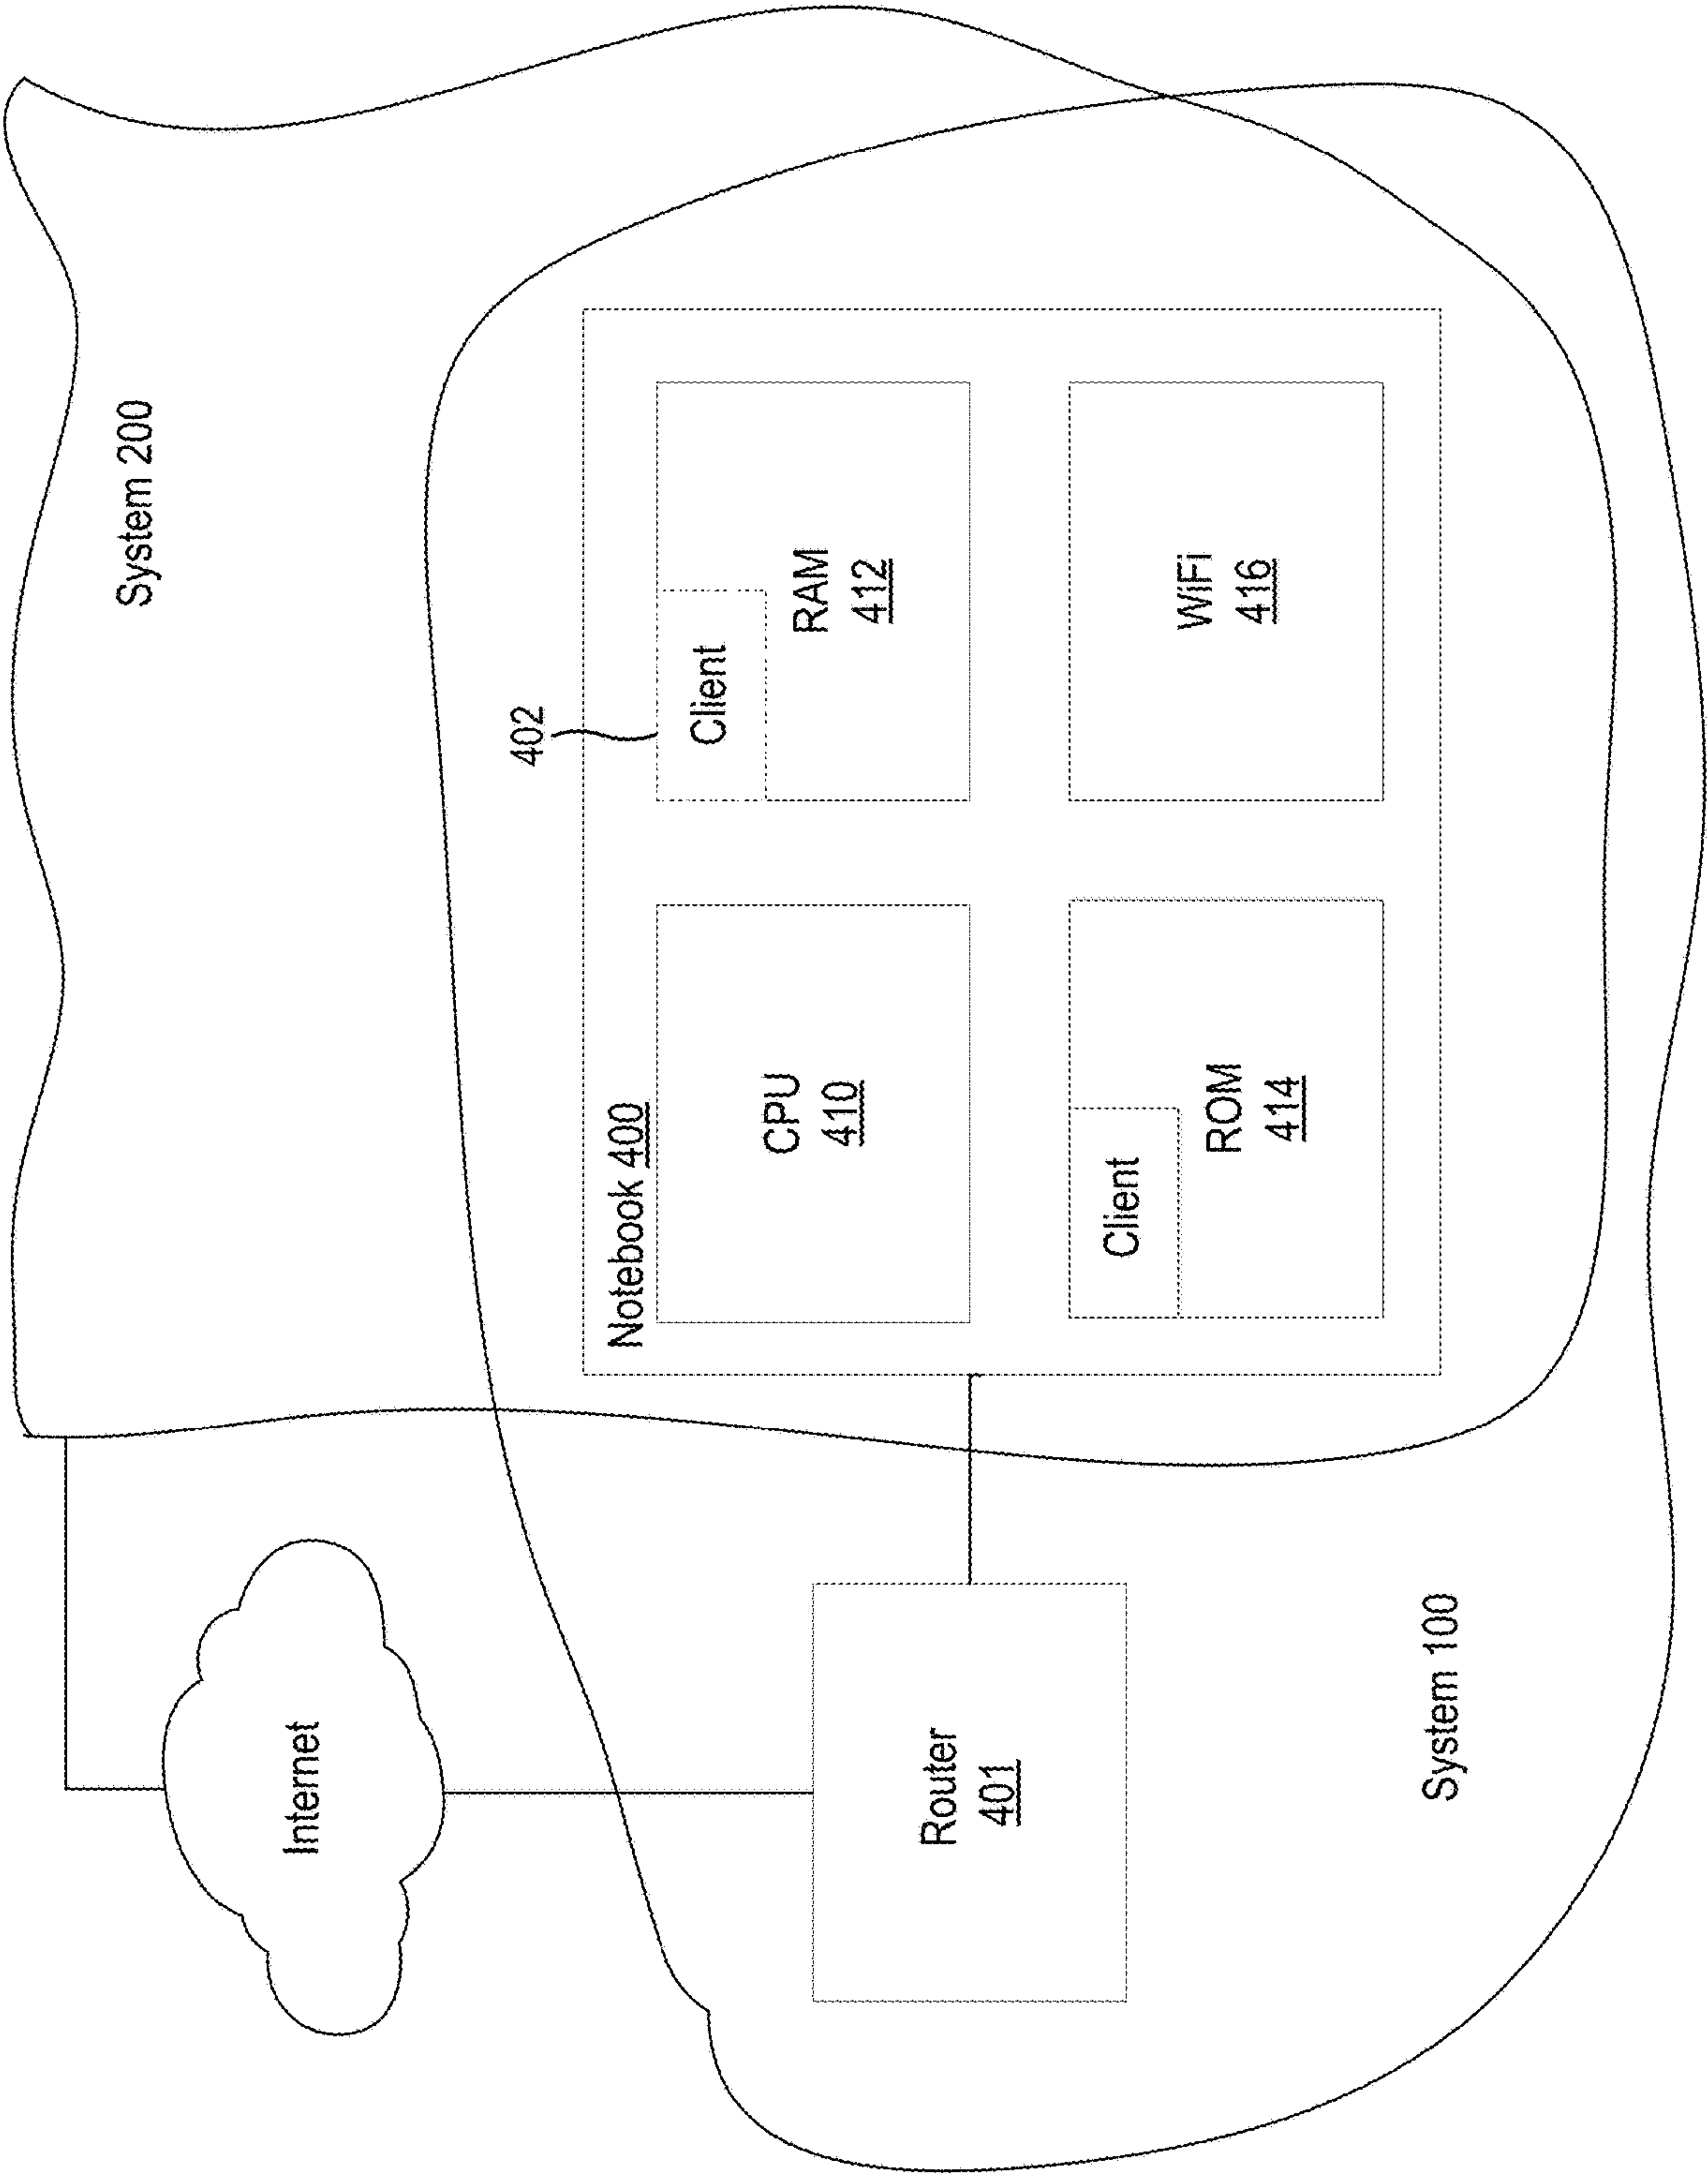 System 200
Internet
402
Notebook 400
Client
RAM
412
CPU
410
Router
401
Client
ROM
414
WiFi
416
System 100